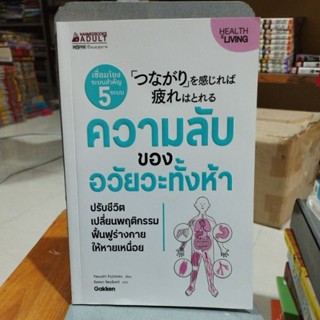 ADULT
HEALTH
& LIVING
เชื่อมโยง
ระบบสำคัญ
5 ระบบ
「つながり」を感じれば
疲れはとれる
ความลับ
ของ
อวัยวะทั้งห้า
ปรับชีวิต
เปลี่ยนพฤติกรรม
ฟื้นฟูร่างกาย
ให้หายเหนื่อย
Gakken